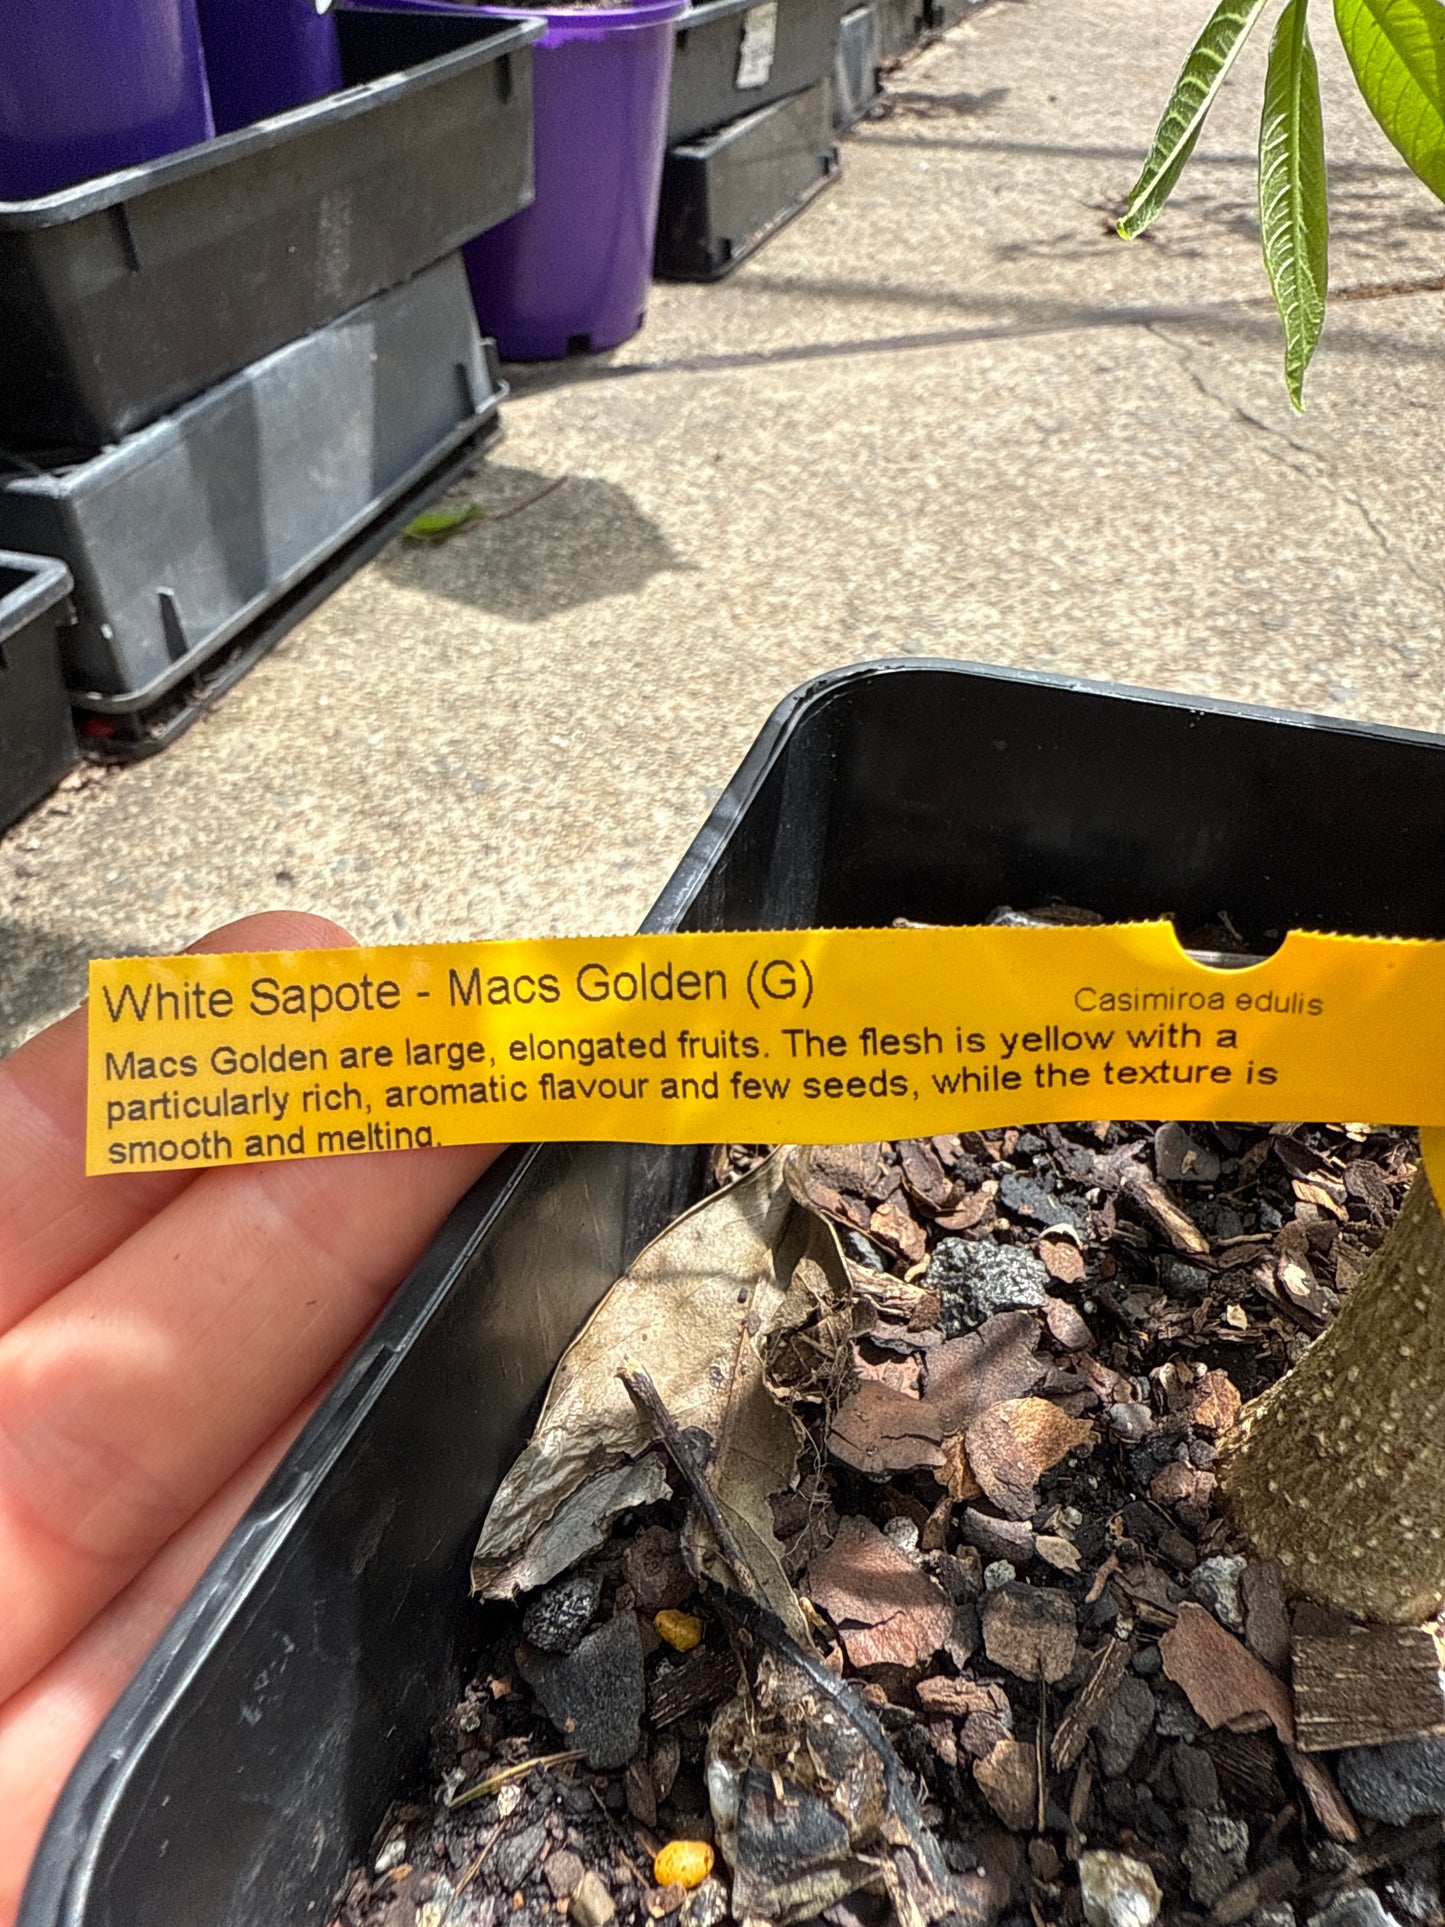 White Sapote - Macs Golden (G)
Casimiroa edulis
Macs Golden are large, elongated fruits. The flesh is yellow with a
particularly rich, aromatic flavour and few seeds, while the texture is
smooth and melting.